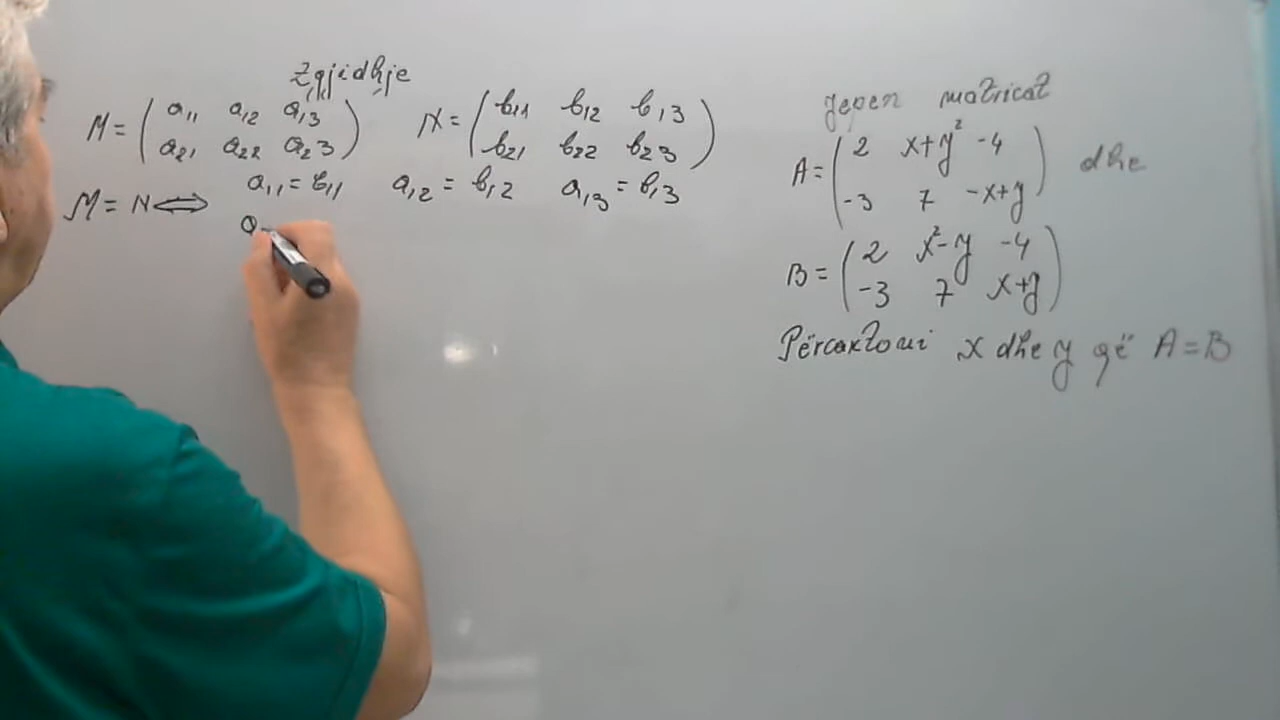 Zgjidhje
M = ( a11 a12 a13 ) N = ( b11 b12 b13 )
a21 a22 a23 b21 b22 b23
M = N ⟺ a11 = b11 a12 = b12 a13 = b13
a
jepen matricat
A = ( 2 x+y² -4 ) dhe
-3 7 -x+y
B = ( 2 x²-y -4 )
-3 7 x+y
Përcaktoni x dhe y që A=B